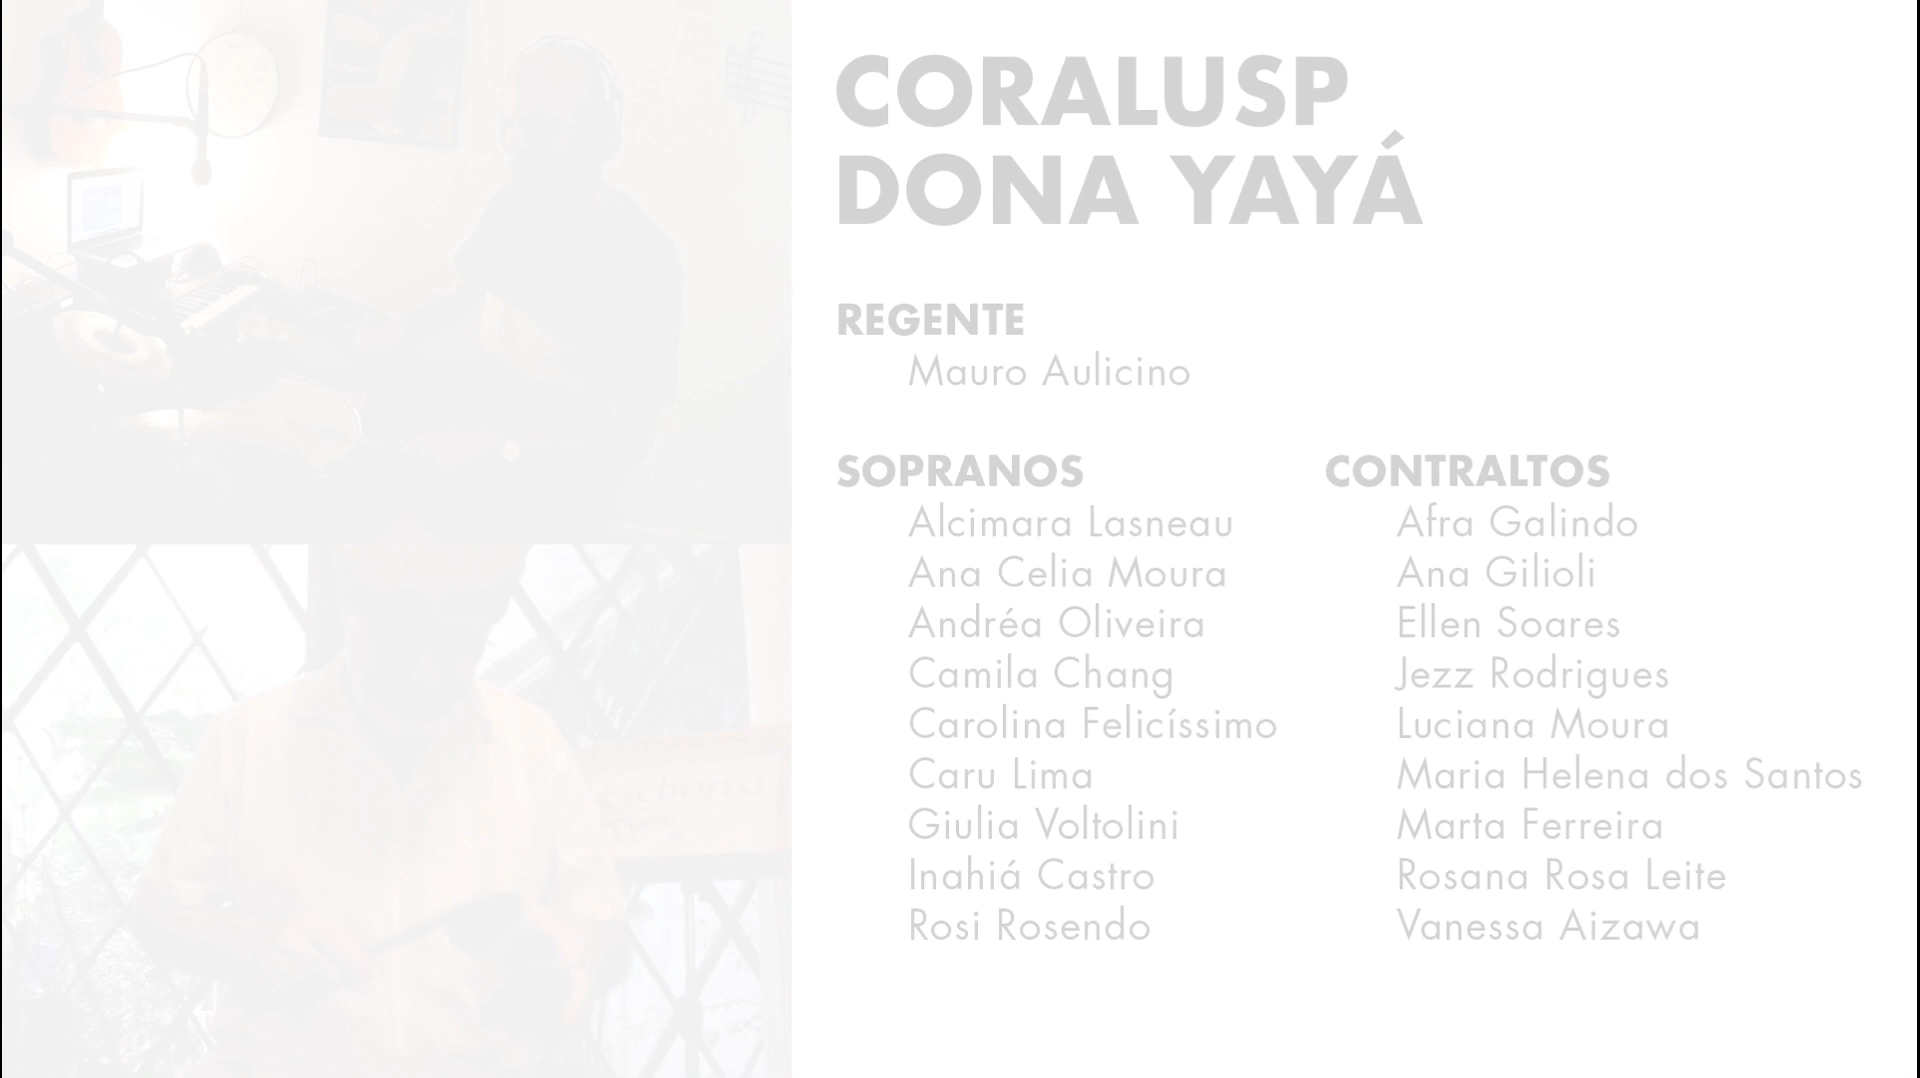 CORALUSP
DONA YAYÁ
REGENTE
Mauro Aulicino
SOPRANOS
Alcimara Lasneau
Ana Celia Moura
Andréa Oliveira
Camila Chang
Carolina Felicíssimo
Caru Lima
Giulia Voltolini
Inahiá Castro
Rosi Rosendo
CONTRALTOS
Afra Galindo
Ana Gilioli
Ellen Soares
Jezz Rodrigues
Luciana Moura
Maria Helena dos Santos
Marta Ferreira
Rosana Rosa Leite
Vanessa Aizawa